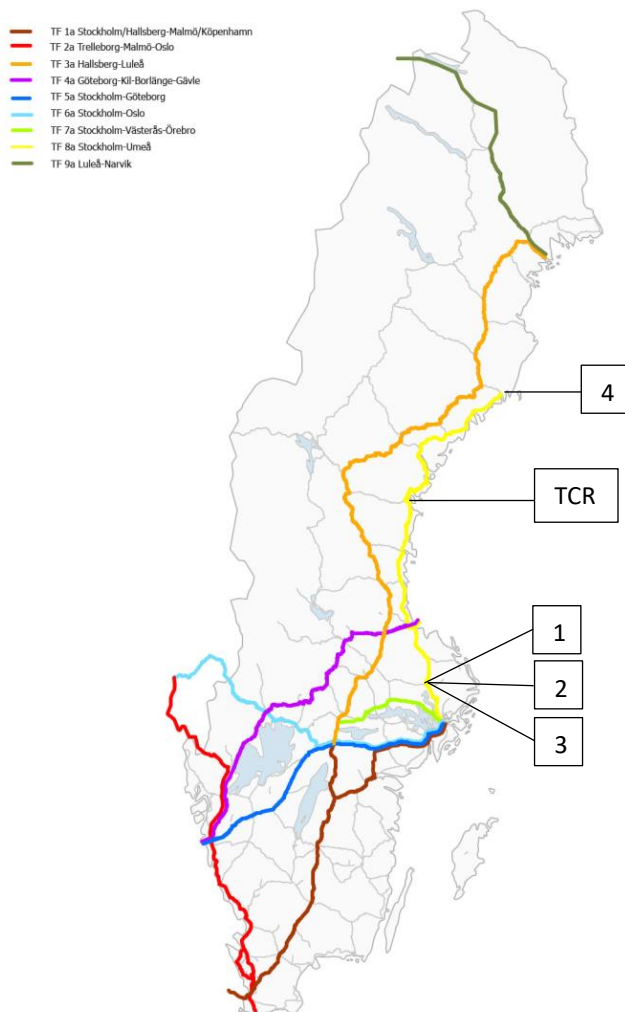 TF 1a Stockholm/Hallsberg-Malmö/Köpenhamn
TF 2a Trelleborg-Malmö-Oslo
TF 3a Hallsberg-Luleå
TF 4a Göteborg-Kil-Borlänge-Gävle
TF 5a Stockholm-Göteborg
TF 6a Stockholm-Oslo
TF 7a Stockholm-Västerås-Örebro
TF 8a Stockholm-Umeå
TF 9a Luleå-Narvik
4
TCR
1
2
3